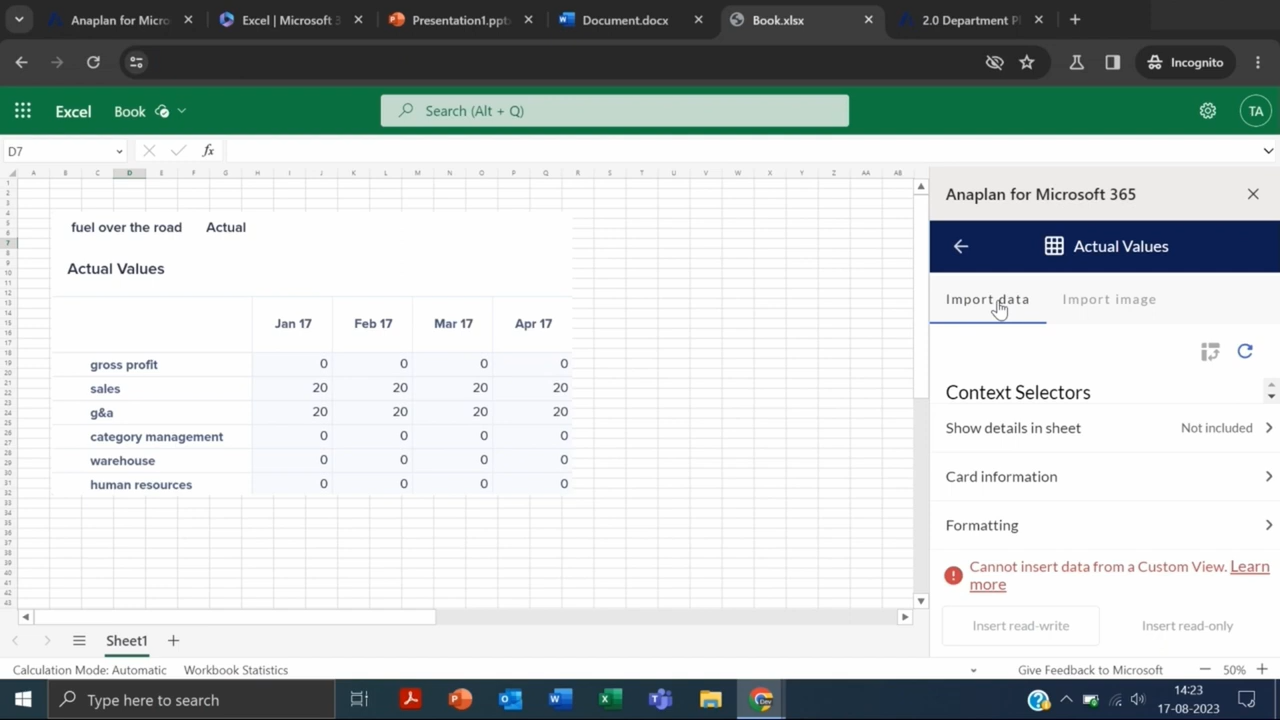 Anaplan for Micro
Excel | Microsoft 3
Presentation1.ppt
Document.docx
Book.xlsx
2.0 Department P
Incognito
Excel
Book
Search (Alt + Q)
TA
D7
fx
A B C D E F G H I J K L M N O P Q R S T U V W X Y Z AA AB
fuel over the road Actual
Actual Values
Jan 17 Feb 17 Mar 17 Apr 17
gross profit 0 0 0 0
sales 20 20 20 20
g&a 20 20 20 20
category management 0 0 0 0
warehouse 0 0 0 0
human resources 0 0 0 0
Anaplan for Microsoft 365
Actual Values
Import data Import image
Context Selectors
Show details in sheet Not included
Card information
Formatting
Cannot insert data from a Custom View. Learn
more
Insert read-write Insert read-only
Sheet1
Calculation Mode: Automatic Workbook Statistics
Give Feedback to Microsoft 50%
Type here to search
Dev
14:23
17-08-2023